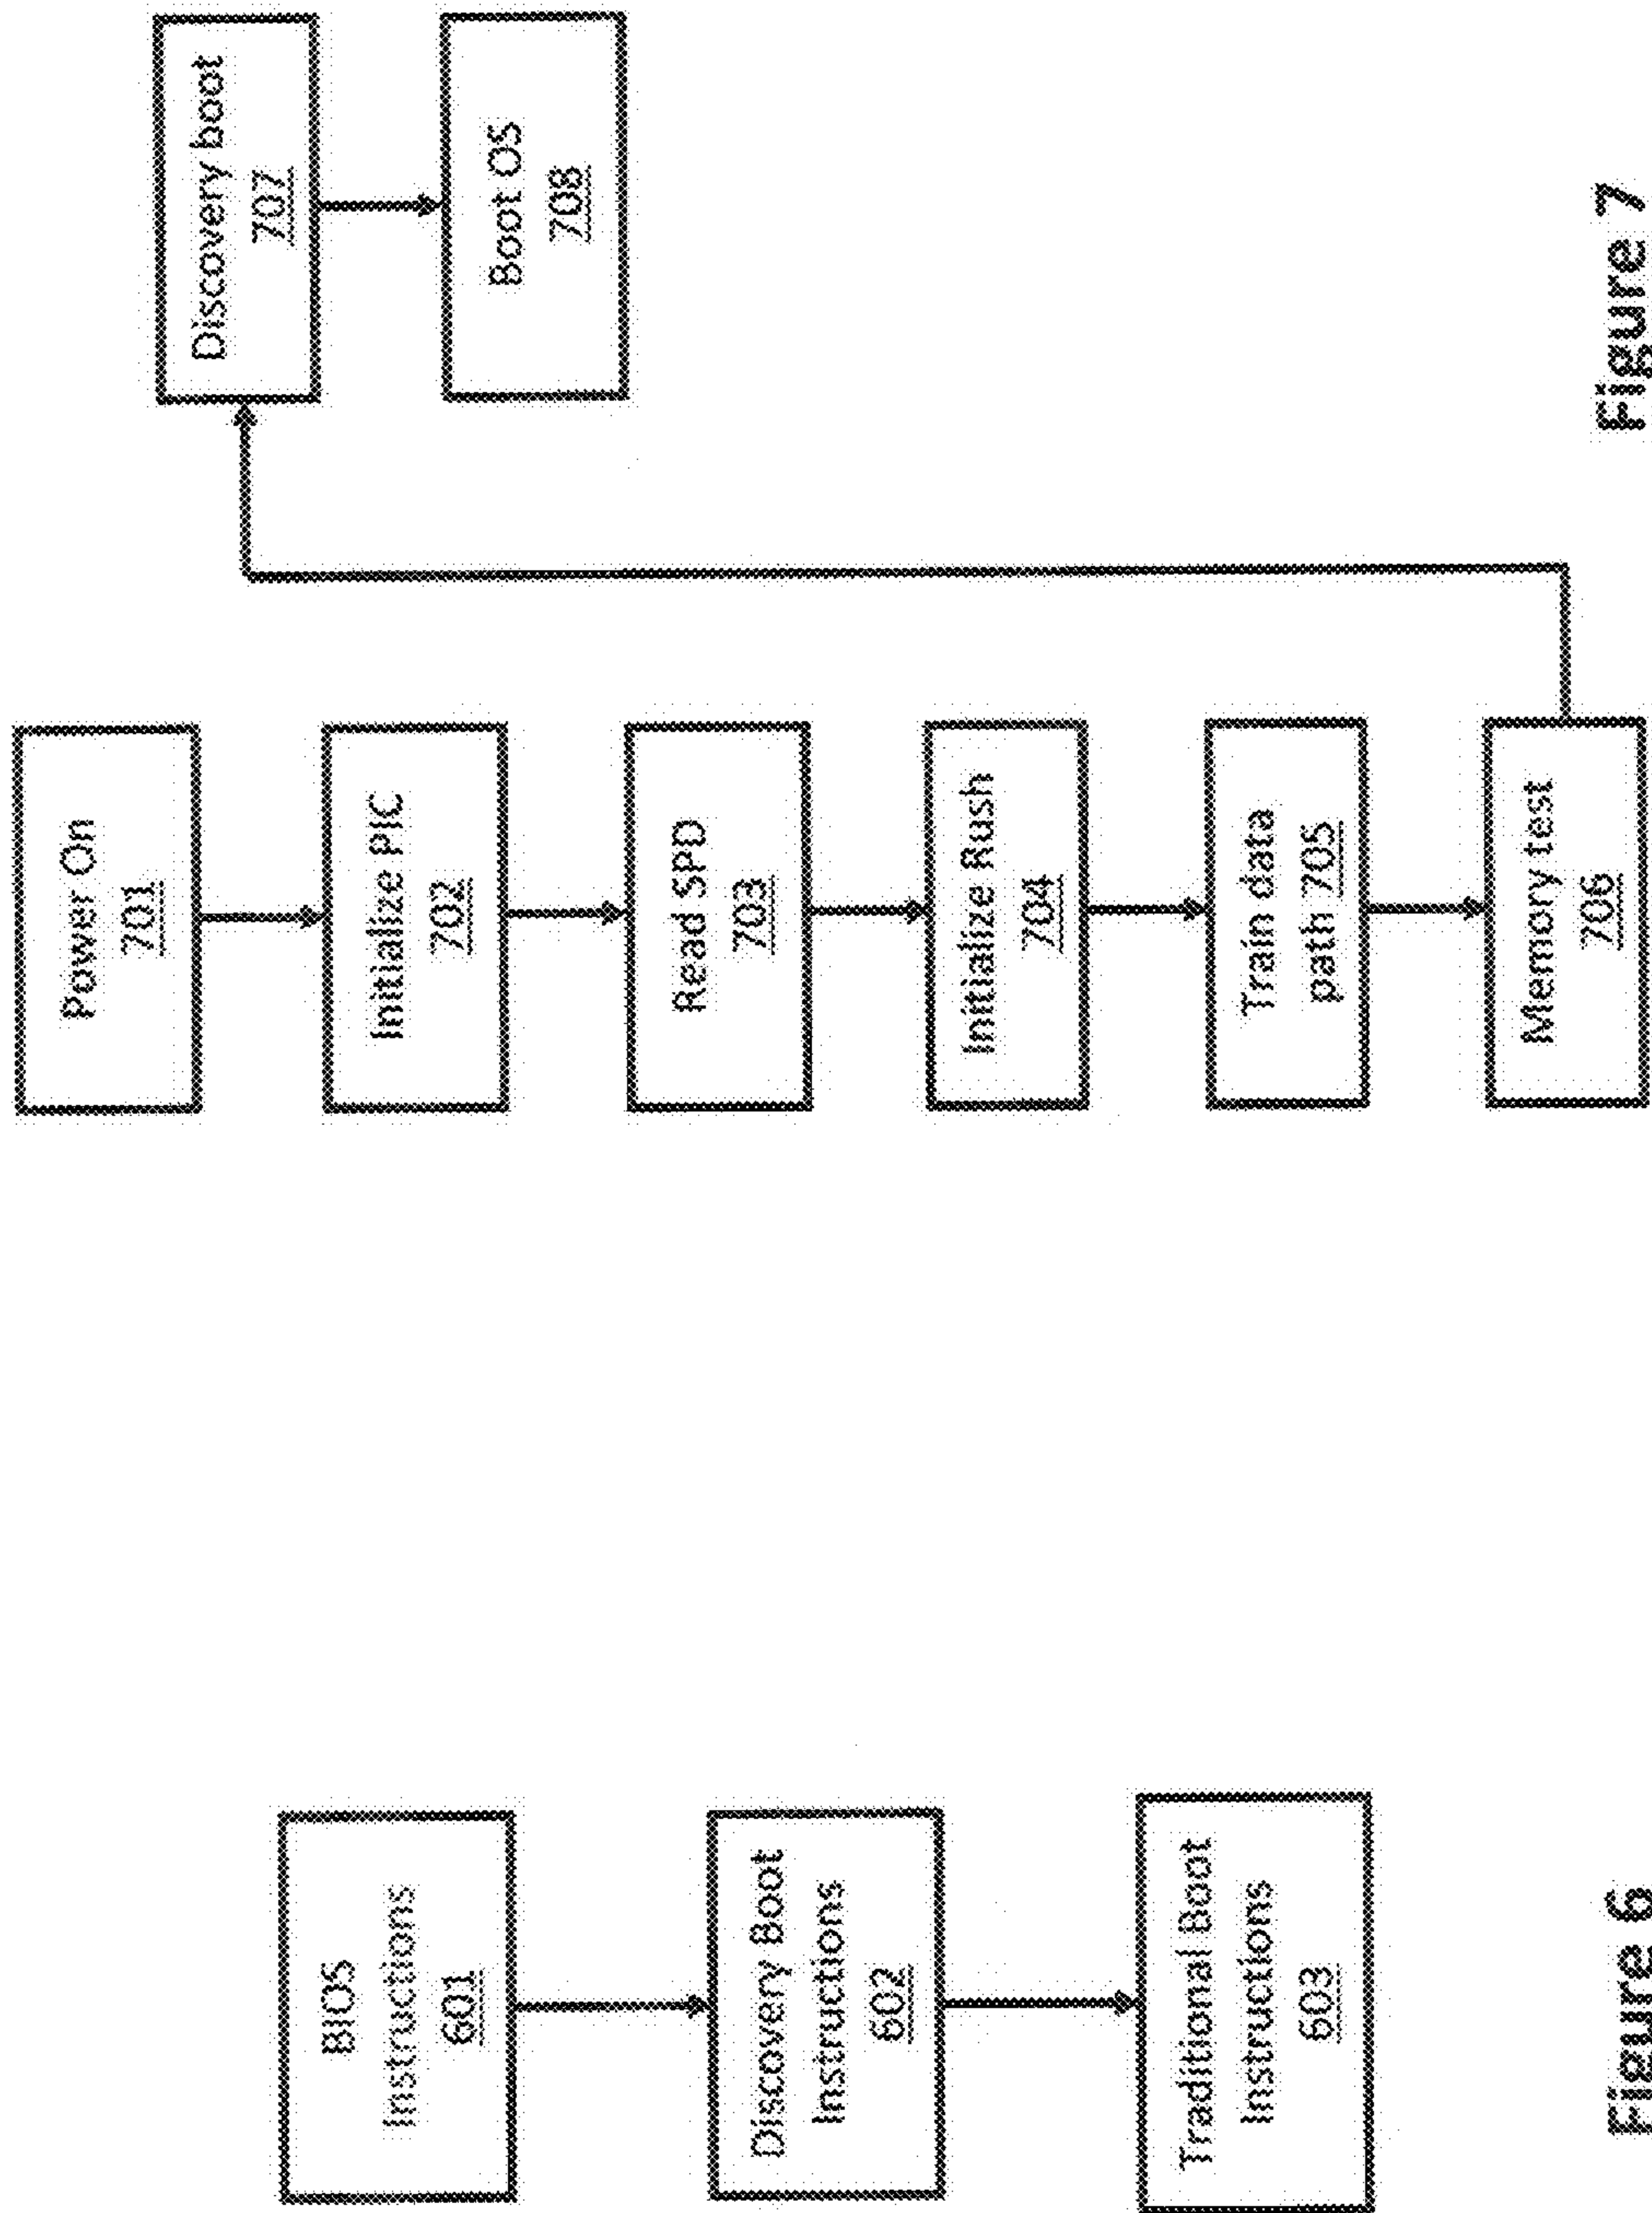 BIOS
Instructions
601
Discovery Boot
Instructions
602
Traditional Boot
Instructions
603
Figure 6
Power On
701
Initialize PIC
702
Read SPD
703
Initialize Rush
704
Train data
path 705
Memory test
706
Discovery boot
707
Boot OS
708
Figure 7